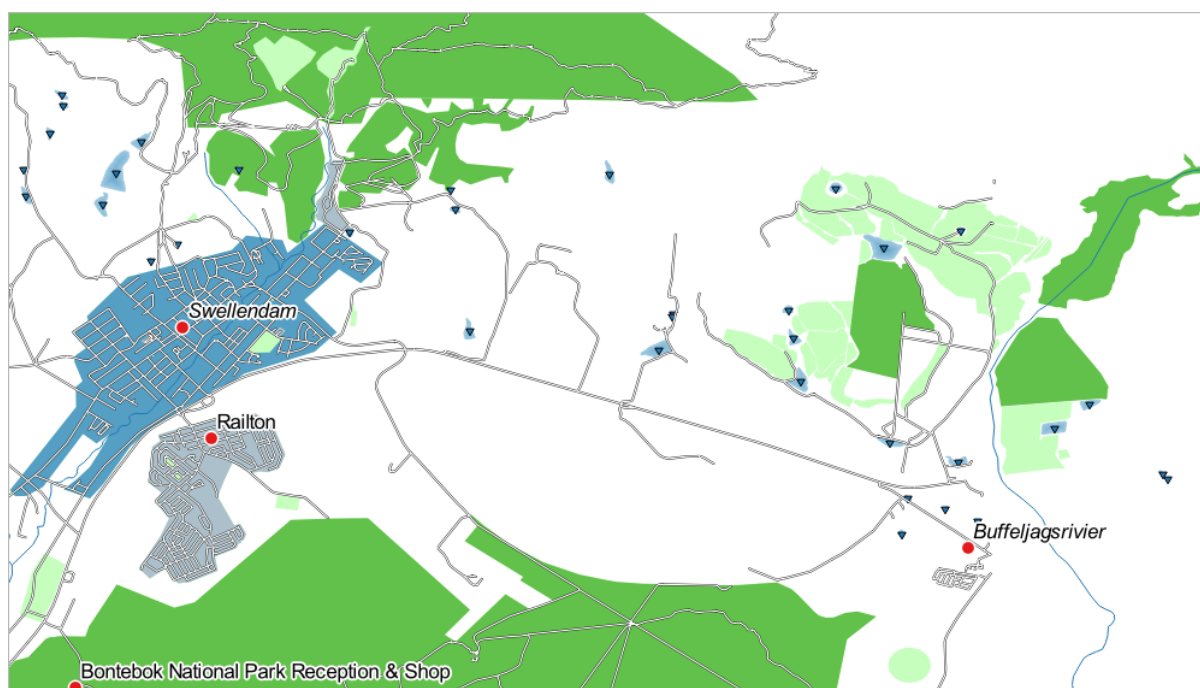 Swellendam
Railton
Buffeljagsrivier
Bontebok National Park Reception & Shop